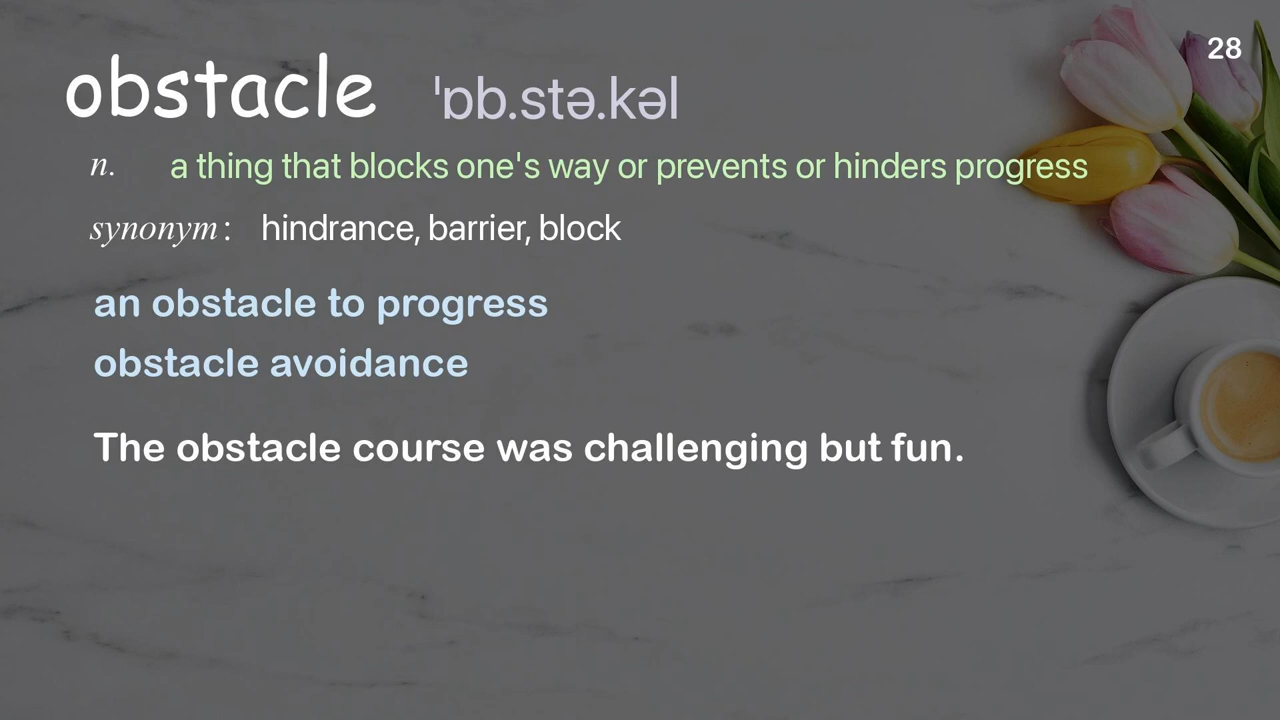 28
obstacle ˈɒb.stə.kəl
n. a thing that blocks one's way or prevents or hinders progress
synonym: hindrance, barrier, block
an obstacle to progress
obstacle avoidance
The obstacle course was challenging but fun.